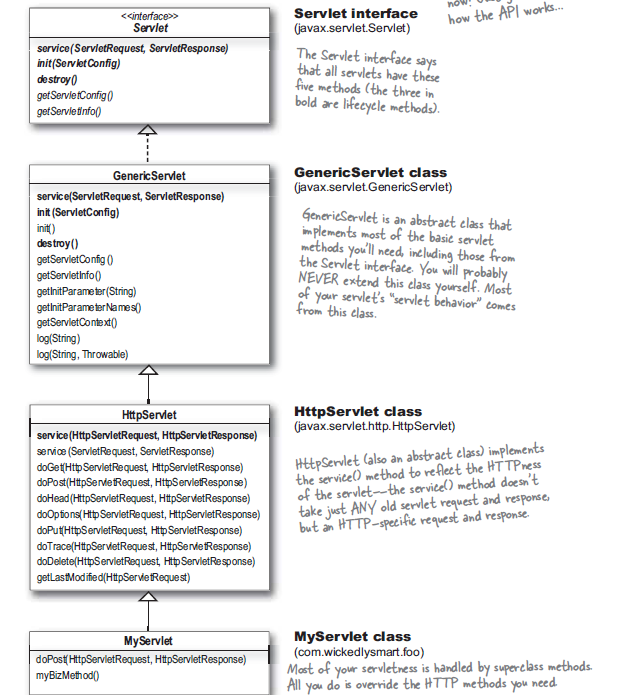 now!
how the API works...
<<interface>>
Servlet
service(ServletRequest, ServletResponse)
init(ServletConfig)
destroy()
getServletConfig()
getServletInfo()
Servlet interface
(javax.servlet.Servlet)
The Servlet interface says
that all servlets have these
five methods (the three in
bold are lifecycle methods).
GenericServlet
service(ServletRequest, ServletResponse)
init(ServletConfig)
init()
destroy()
getServletConfig()
getServletInfo()
getInitParameter(String)
getInitParameterNames()
getServletContext()
log(String)
log(String, Throwable)
GenericServlet class
(javax.servlet.GenericServlet)
GenericServlet is an abstract class that
implements most of the basic servlet
methods you'll need, including those from
the Servlet interface. You will probably
NEVER extend this class yourself. Most
of your servlet's "servlet behavior" comes
from this class.
HttpServlet
service(HttpServletRequest, HttpServletResponse)
service(ServletRequest, ServletResponse)
doGet(HttpServletRequest, HttpServletResponse)
doPost(HttpServletRequest, HttpServletResponse)
doHead(HttpServletRequest, HttpServletResponse)
doOptions(HttpServletRequest, HttpServletResponse)
doPut(HttpServletRequest, HttpServletResponse)
doTrace(HttpServletRequest, HttpServletResponse)
doDelete(HttpServletRequest, HttpServletResponse)
getLastModified(HttpServletRequest)
HttpServlet class
(javax.servlet.http.HttpServlet)
HttpServlet (also an abstract class) implements
the service() method to reflect the HTTPness
of the servlet—the service() method doesn't
take just ANY old servlet request and response,
but an HTTP-specific request and response.
MyServlet
doPost(HttpServletRequest, HttpServletResponse)
myBizMethod()
MyServlet class
(com.wickedlysmart.foo)
Most of your servletness is handled by superclass methods.
All you do is override the HTTP methods you need.